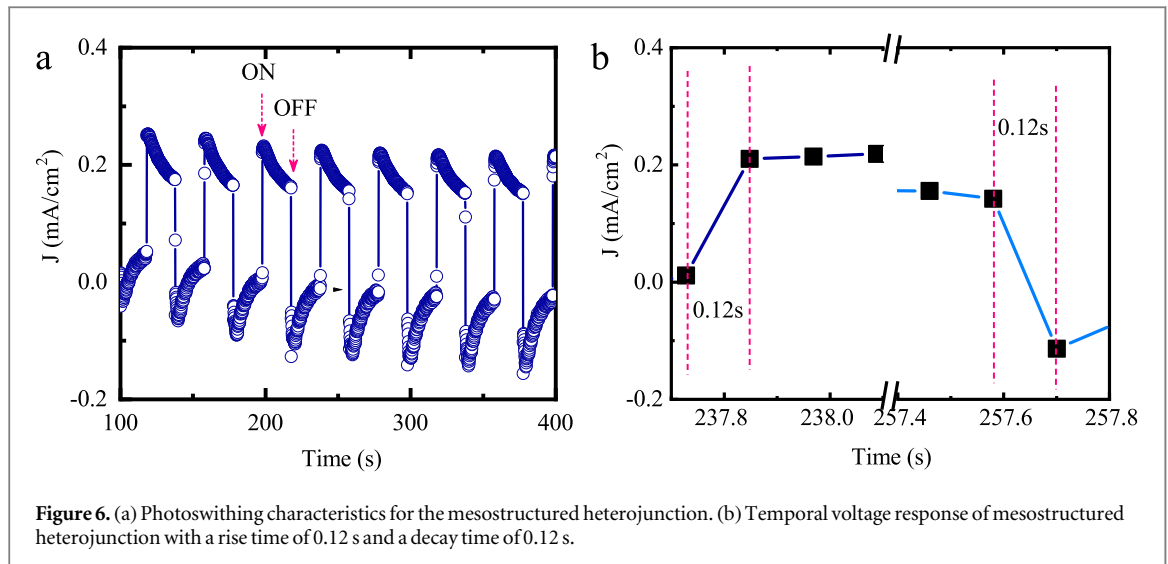 a
ON
OFF
J (mA/cm²)
0.4
0.2
0.0
-0.2
100
200
300
400
Time (s)
b
J (mA/cm²)
0.4
0.2
0.0
-0.2
0.12s
0.12s
237.8
238.0
257.4
257.6
257.8
Time (s)
Figure 6. (a) Photoswithing characteristics for the mesostructured heterojunction. (b) Temporal voltage response of mesostructured
heterojunction with a rise time of 0.12 s and a decay time of 0.12 s.